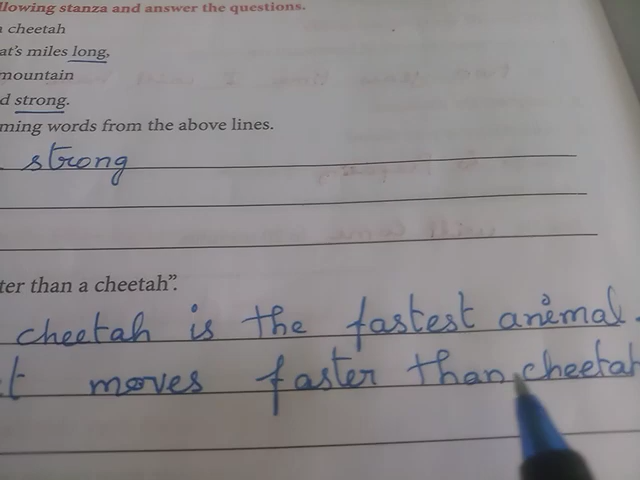 llowing stanza and answer the questions.
a cheetah
at's miles long,
mountain
d strong.
ming words from the above lines.
strong
ter than a cheetah".
cheetah is the fastest animal.
t moves faster than cheetah